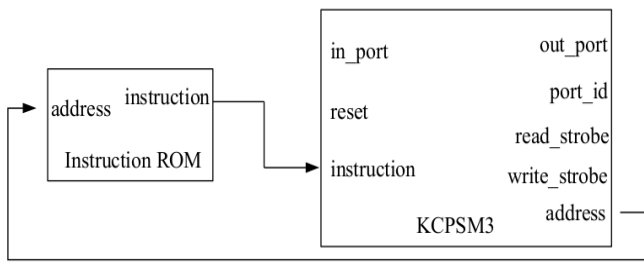 address
instruction
Instruction ROM
in_port
reset
instruction
out_port
port_id
read_strobe
write_strobe
address
KCPSM3